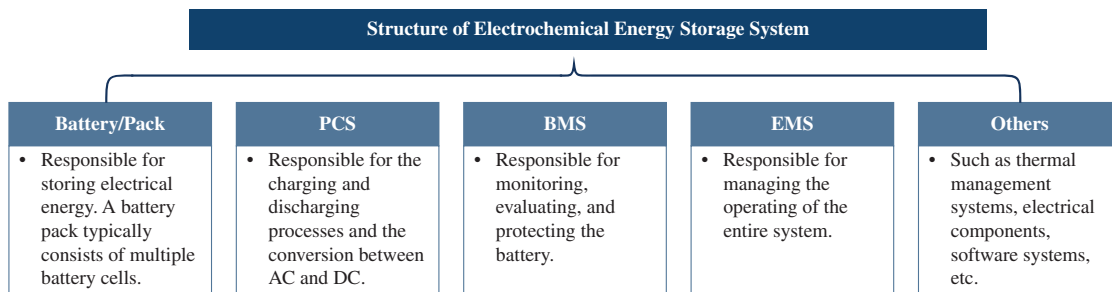 Structure of Electrochemical Energy Storage System
Battery/Pack
• Responsible for
storing electrical
energy. A battery
pack typically
consists of multiple
battery cells.
PCS
• Responsible for the
charging and
discharging
processes and the
conversion between
AC and DC.
BMS
• Responsible for
monitoring,
evaluating, and
protecting the
battery.
EMS
• Responsible for
managing the
operating of the
entire system.
Others
• Such as thermal
management
systems, electrical
components,
software systems,
etc.